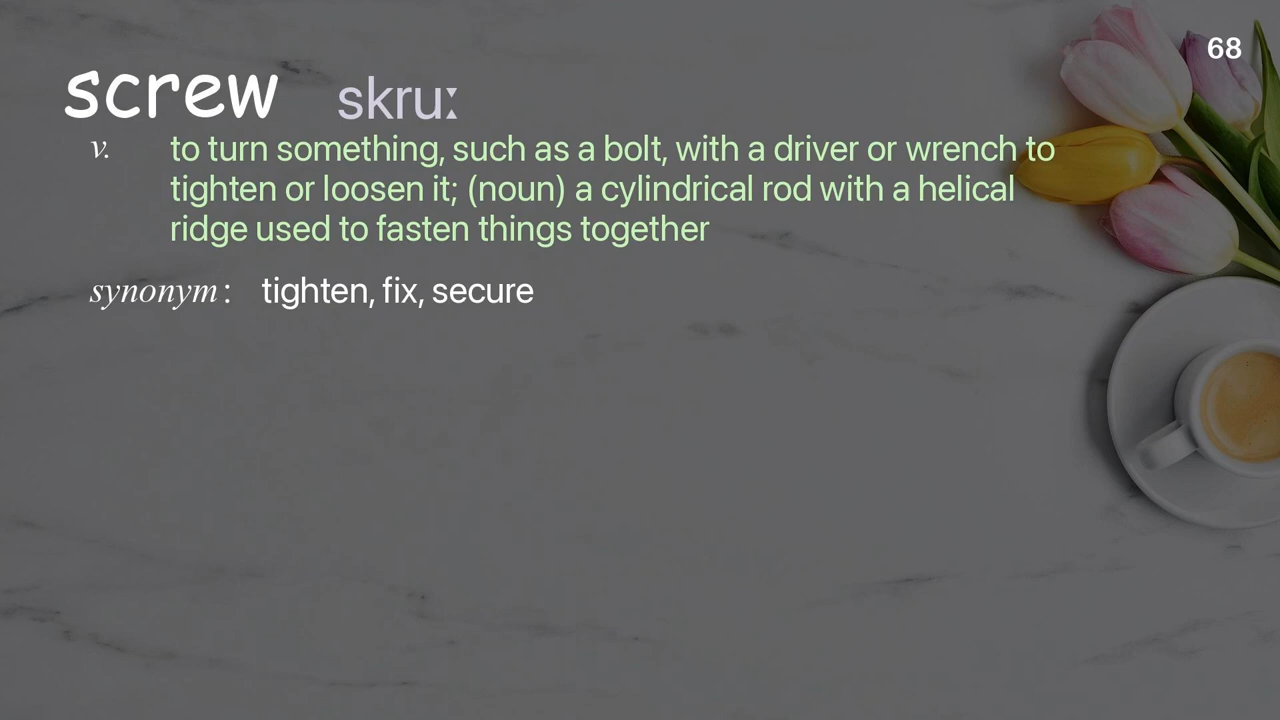 68
screw skruː
v. to turn something, such as a bolt, with a driver or wrench to
tighten or loosen it; (noun) a cylindrical rod with a helical
ridge used to fasten things together
synonym : tighten, fix, secure